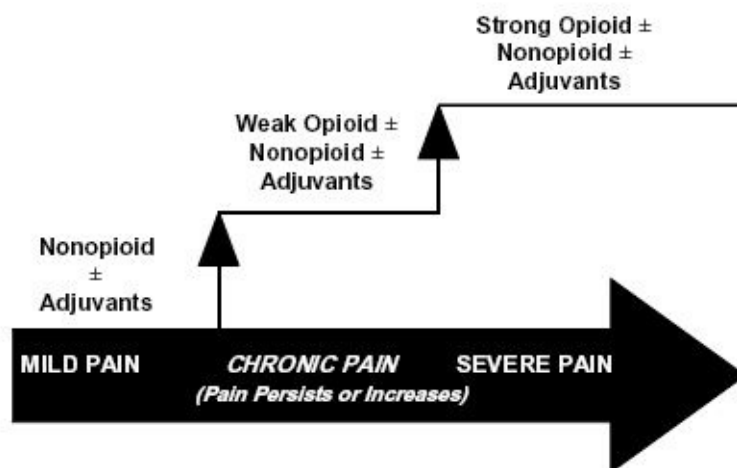 Strong Opioid ±
Nonopioid ±
Adjuvants
Weak Opioid ±
Nonopioid ±
Adjuvants
Nonopioid
±
Adjuvants
MILD PAIN
CHRONIC PAIN
(Pain Persists or Increases)
SEVERE PAIN